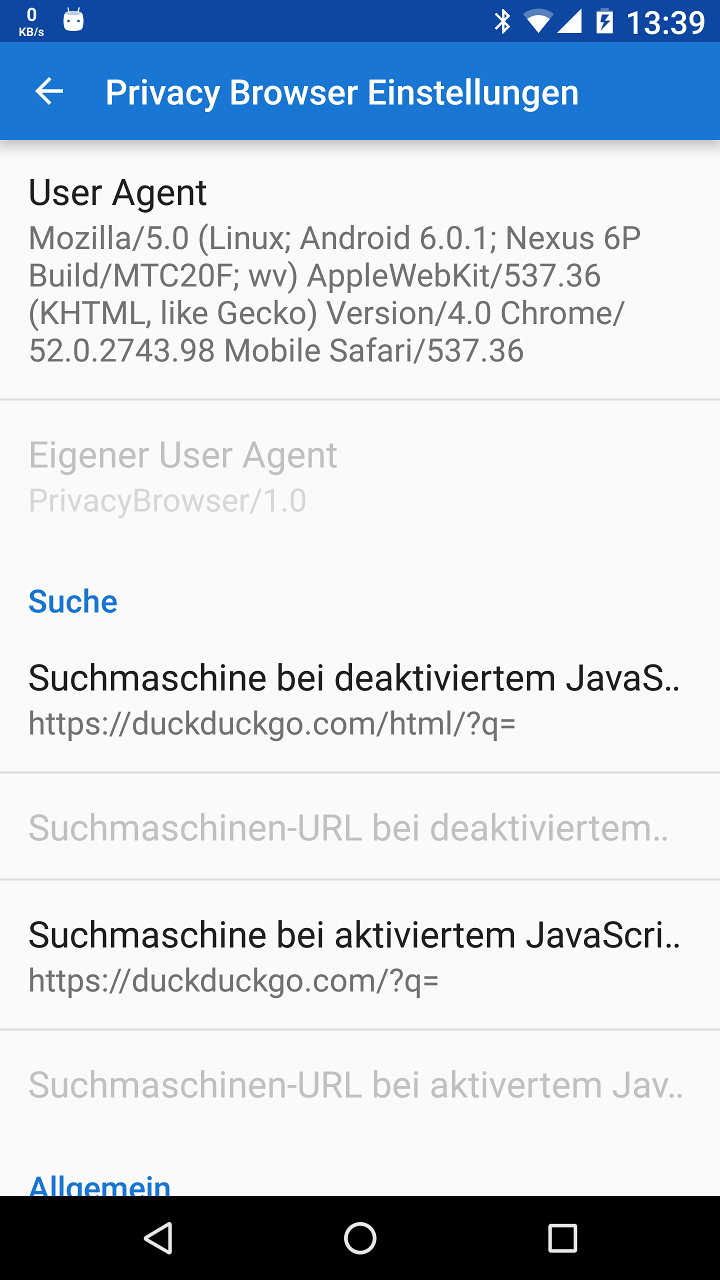 0
KB/s
13:39
Privacy Browser Einstellungen
User Agent
Mozilla/5.0 (Linux; Android 6.0.1; Nexus 6P
Build/MTC20F; wv) AppleWebKit/537.36
(KHTML, like Gecko) Version/4.0 Chrome/
52.0.2743.98 Mobile Safari/537.36
Eigener User Agent
PrivacyBrowser/1.0
Suche
Suchmaschine bei deaktiviertem JavaS..
https://duckduckgo.com/html/?q=
Suchmaschinen-URL bei deaktiviertem..
Suchmaschine bei aktiviertem JavaScri..
https://duckduckgo.com/?q=
Suchmaschinen-URL bei aktivertem Jav..
Allgemein